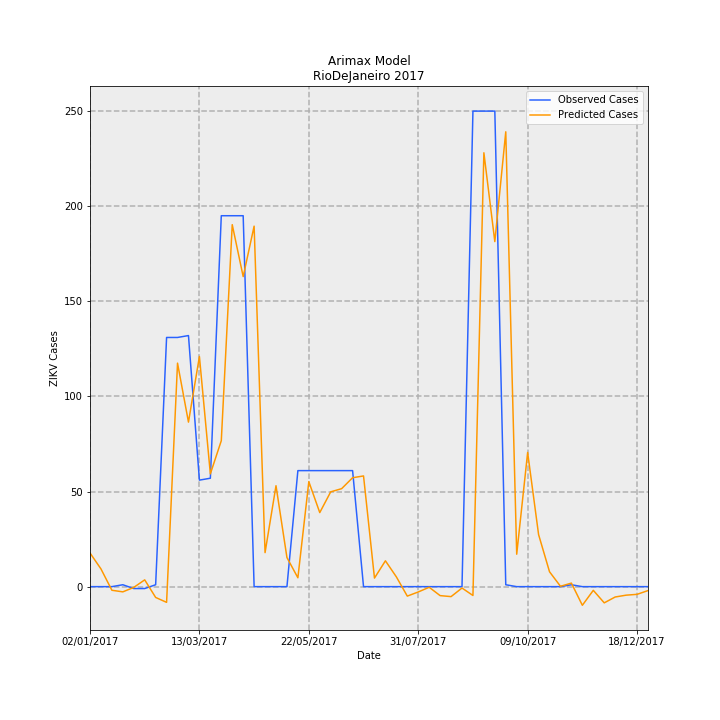 Arimax Model
RioDeJaneiro 2017
Observed Cases
Predicted Cases
250
200
150
100
50
0
ZIKV Cases
02/01/2017 13/03/2017 22/05/2017 31/07/2017 09/10/2017 18/12/2017
Date